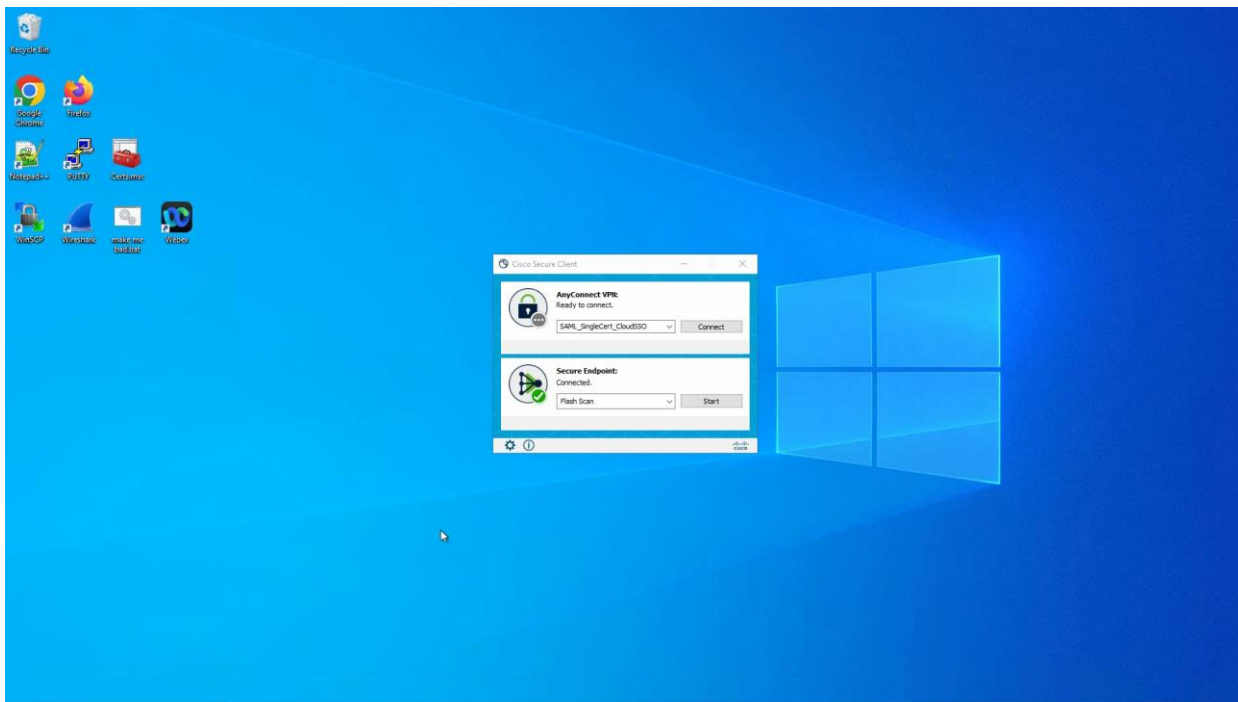 Recycle Bin
Google
Chrome
Firefox
Notepad++
PuTTY
WinSCP
Wireshark
make me
bad.bat
Webex
Cisco Secure Client
AnyConnect VPN:
Ready to connect.
SAML_SingleCert_CloudSSO
Connect
Secure Endpoint:
Connected.
Flash Scan
Start
cisco